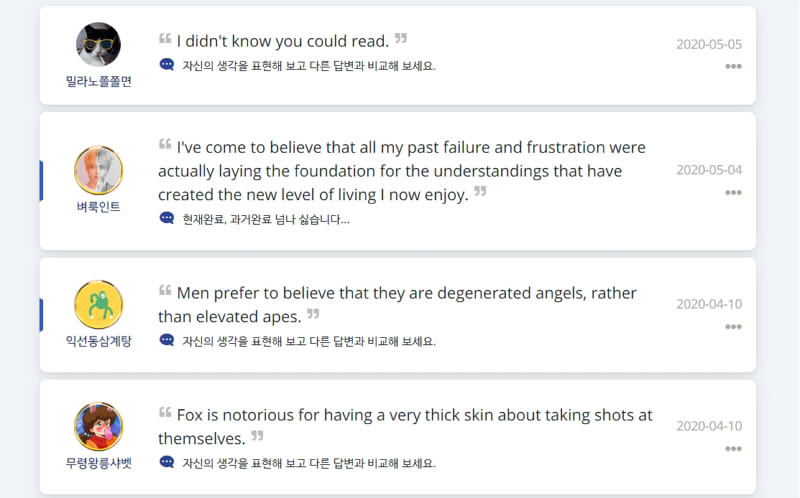 밀라노쫄쫄면
❝ I didn't know you could read. ❞
자신의 생각을 표현해 보고 다른 답변과 비교해 보세요.
2020-05-05
벼룩인트
❝ I've come to believe that all my past failure and frustration were
actually laying the foundation for the understandings that have
created the new level of living I now enjoy. ❞
현재완료, 과거완료 넘나 싫습니다...
2020-05-04
익선동삼계탕
❝ Men prefer to believe that they are degenerated angels, rather
than elevated apes. ❞
자신의 생각을 표현해 보고 다른 답변과 비교해 보세요.
2020-04-10
무령왕릉샤벳
❝ Fox is notorious for having a very thick skin about taking shots at
themselves. ❞
자신의 생각을 표현해 보고 다른 답변과 비교해 보세요.
2020-04-10